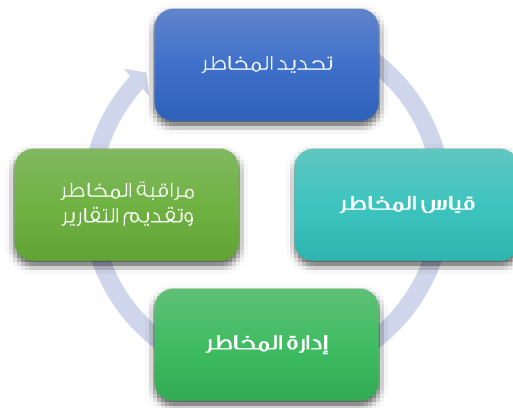 تحديد المخاطر
قياس المخاطر
إدارة المخاطر
مراقبة المخاطر
وتقديم التقارير